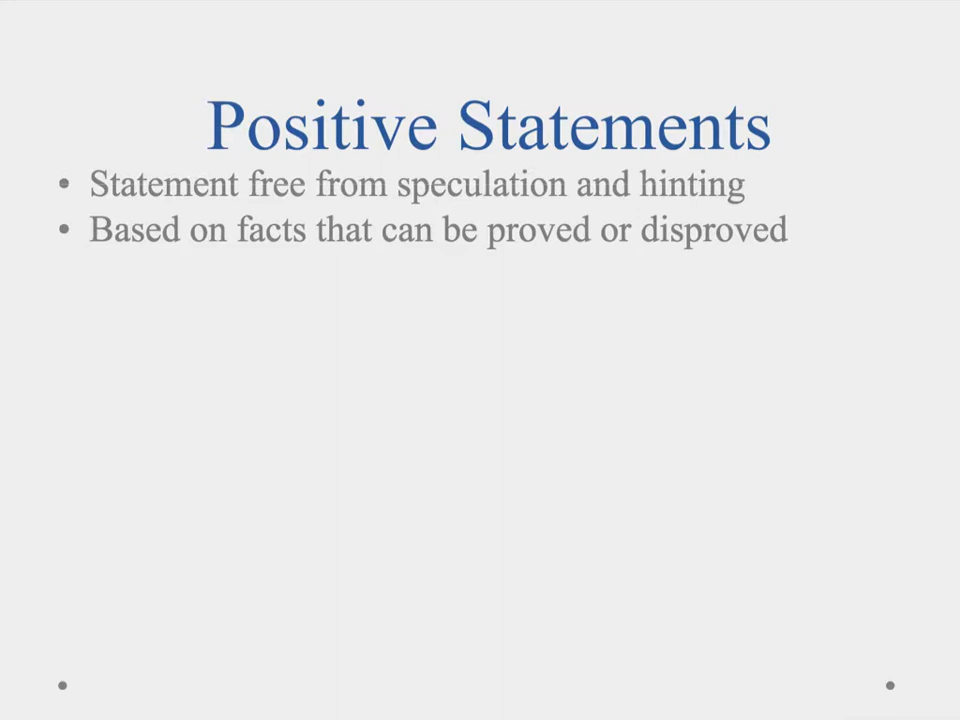 Positive Statements
• Statement free from speculation and hinting
• Based on facts that can be proved or disproved